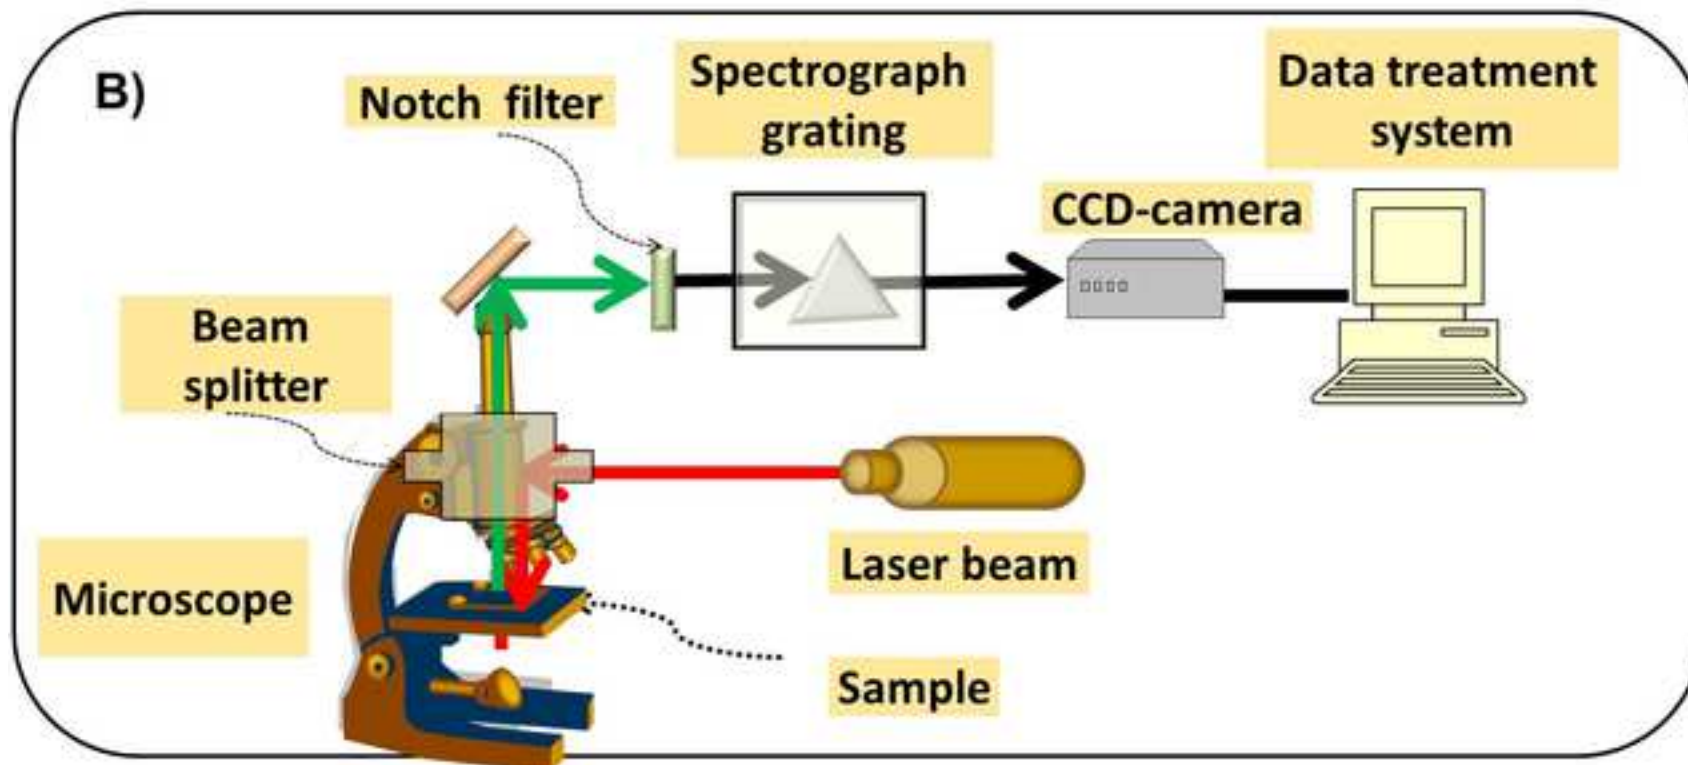 B)
Notch filter
Spectrograph
grating
Data treatment
system
CCD-camera
Beam
splitter
Laser beam
Microscope
Sample